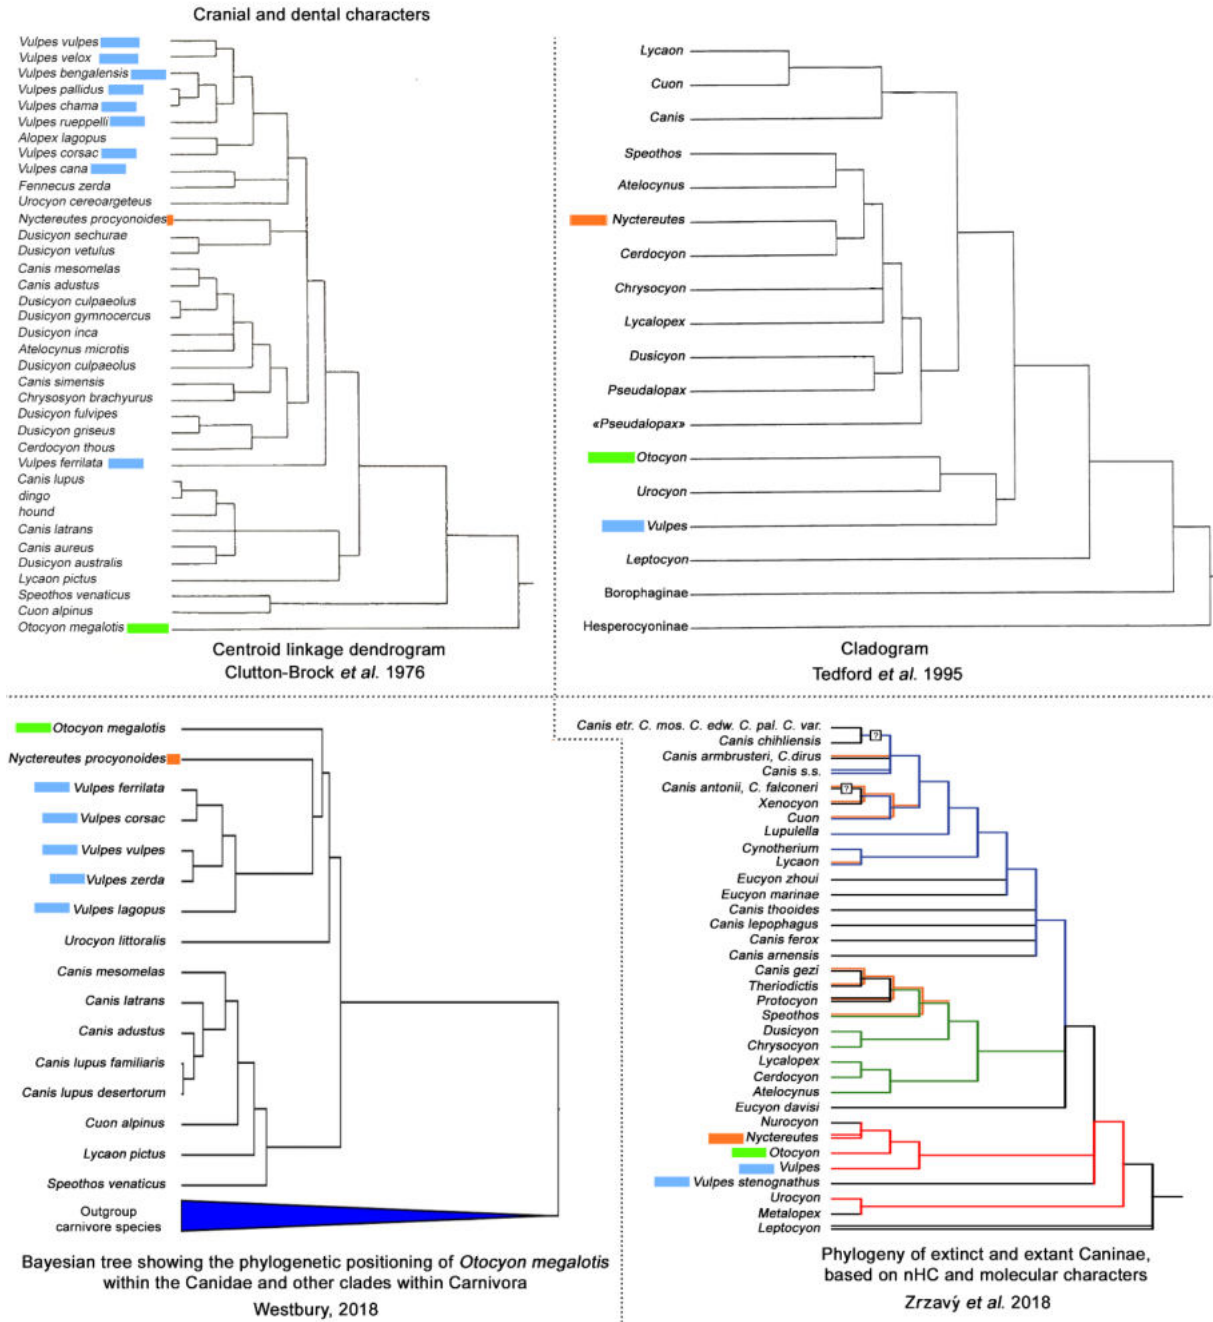 Cranial and dental characters
Vulpes vulpes
Vulpes velox
Vulpes bengalensis
Vulpes pallidus
Vulpes chama
Vulpes rueppelli
Alopex lagopus
Vulpes corsac
Vulpes cana
Fennecus zerda
Urocyon cereoargeteus
Nyctereutes procyonoides
Dusicyon sechurae
Dusicyon vetulus
Canis mesomelas
Canis adustus
Dusicyon culpaeolus
Dusicyon gymnocercus
Dusicyon inca
Atelocynus microtis
Dusicyon culpaeolus
Canis simensis
Chrysosyon brachyurus
Dusicyon fulvipes
Dusicyon griseus
Cerdocyon thous
Vulpes ferrilata
Canis lupus
dingo
hound
Canis latrans
Canis aureus
Dusicyon australis
Lycaon pictus
Speothos venaticus
Cuon alpinus
Otocyon megalotis
Centroid linkage dendrogram
Clutton-Brock et al. 1976
Lycaon
Cuon
Canis
Speothos
Atelocynus
Nyctereutes
Cerdocyon
Chrysocyon
Lycalopex
Dusicyon
Pseudalopax
«Pseudalopax»
Otocyon
Urocyon
Vulpes
Leptocyon
Borophaginae
Hesperocyoninae
Cladogram
Tedford et al. 1995
Otocyon megalotis
Nyctereutes procyonoides
Vulpes ferrilata
Vulpes corsac
Vulpes vulpes
Vulpes zerda
Vulpes lagopus
Urocyon littoralis
Canis mesomelas
Canis latrans
Canis adustus
Canis lupus familiaris
Canis lupus desertorum
Cuon alpinus
Lycaon pictus
Speothos venaticus
Outgroup
carnivore species
Bayesian tree showing the phylogenetic positioning of Otocyon megalotis
within the Canidae and other clades within Carnivora
Westbury, 2018
Canis etr. C. mos. C. edw. C. pal. C. var.
?
Canis chihliensis
Canis armbrusteri, C.dirus
Canis s.s.
Canis antonii, C. falconeri
?
Xenocyon
Cuon
Lupulella
Cynotherium
Lycaon
Eucyon zhoui
Eucyon marinae
Canis thooides
Canis lepophagus
Canis ferox
Canis arnensis
Canis gezi
Theriodictis
Protocyon
Speothos
Dusicyon
Chrysocyon
Lycalopex
Cerdocyon
Atelocynus
Eucyon davisi
Nurocyon
Nyctereutes
Otocyon
Vulpes
Vulpes stenognathus
Urocyon
Metalopex
Leptocyon
Phylogeny of extinct and extant Caninae,
based on nHC and molecular characters
Zrzavý et al. 2018